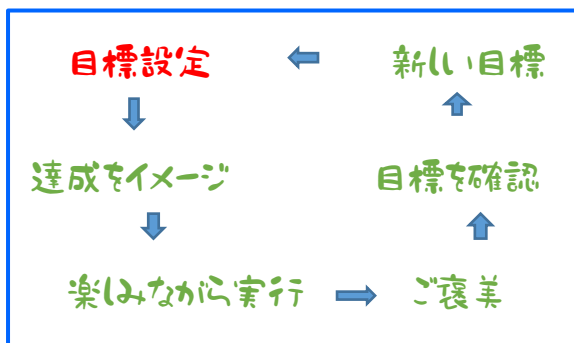 目標設定
新しい目標
達成をイメージ
目標を確認
楽しみながら実行
ご褒美